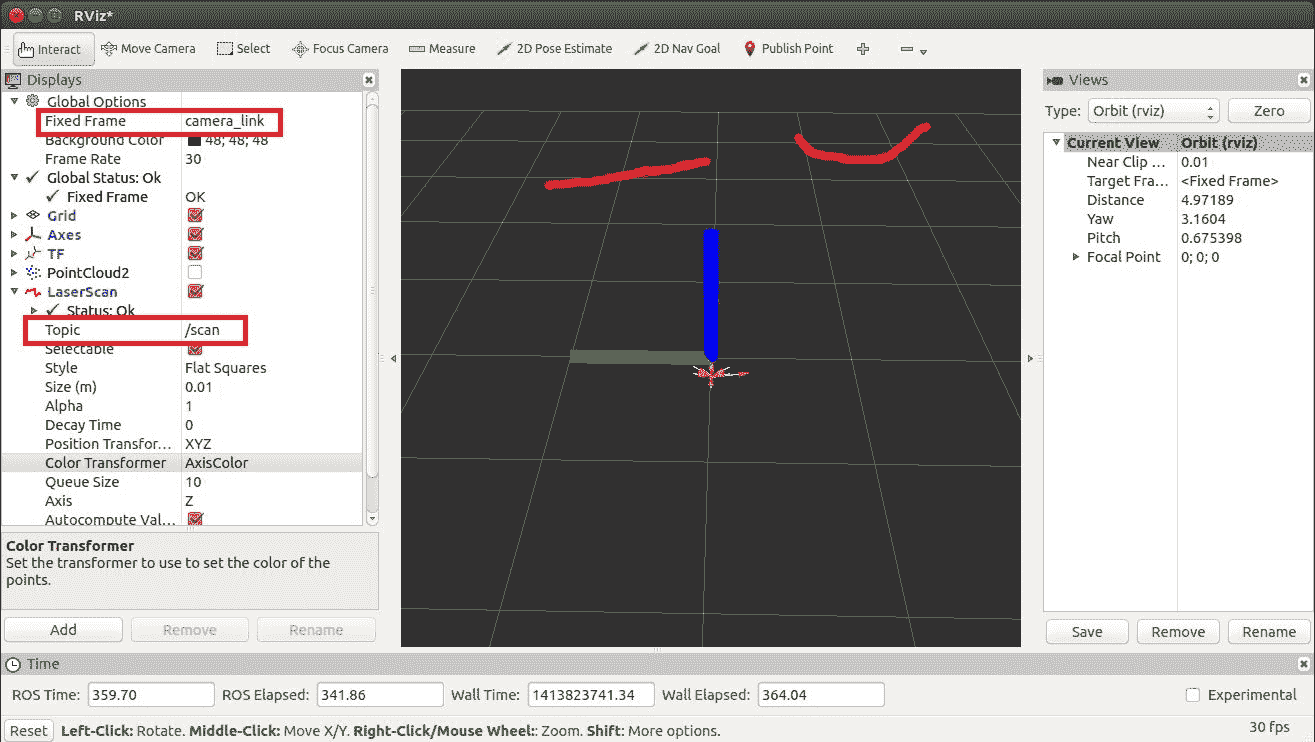 RViz*
Interact Move Camera Select Focus Camera Measure 2D Pose Estimate 2D Nav Goal Publish Point
Displays
Global Options
Fixed Frame camera_link
Background Color 48; 48; 48
Frame Rate 30
Global Status: Ok
Fixed Frame OK
Grid
Axes
TF
PointCloud2
LaserScan
Status: Ok
Topic /scan
Selectable
Style Flat Squares
Size (m) 0.01
Alpha 1
Decay Time 0
Position Transfor... XYZ
Color Transformer AxisColor
Queue Size 10
Axis Z
Autocompute Val...
Color Transformer
Set the transformer to use to set the color of the
points.
Add Remove Rename
Views
Type: Orbit (rviz) Zero
Current View Orbit (rviz)
Near Clip ... 0.01
Target Fra... <Fixed Frame>
Distance 4.97189
Yaw 3.1604
Pitch 0.675398
Focal Point 0; 0; 0
Save Remove Rename
Time
ROS Time: 359.70 ROS Elapsed: 341.86 Wall Time: 1413823741.34 Wall Elapsed: 364.04 Experimental
Reset Left-Click: Rotate. Middle-Click: Move X/Y. Right-Click/Mouse Wheel:: Zoom. Shift: More options. 30 fps